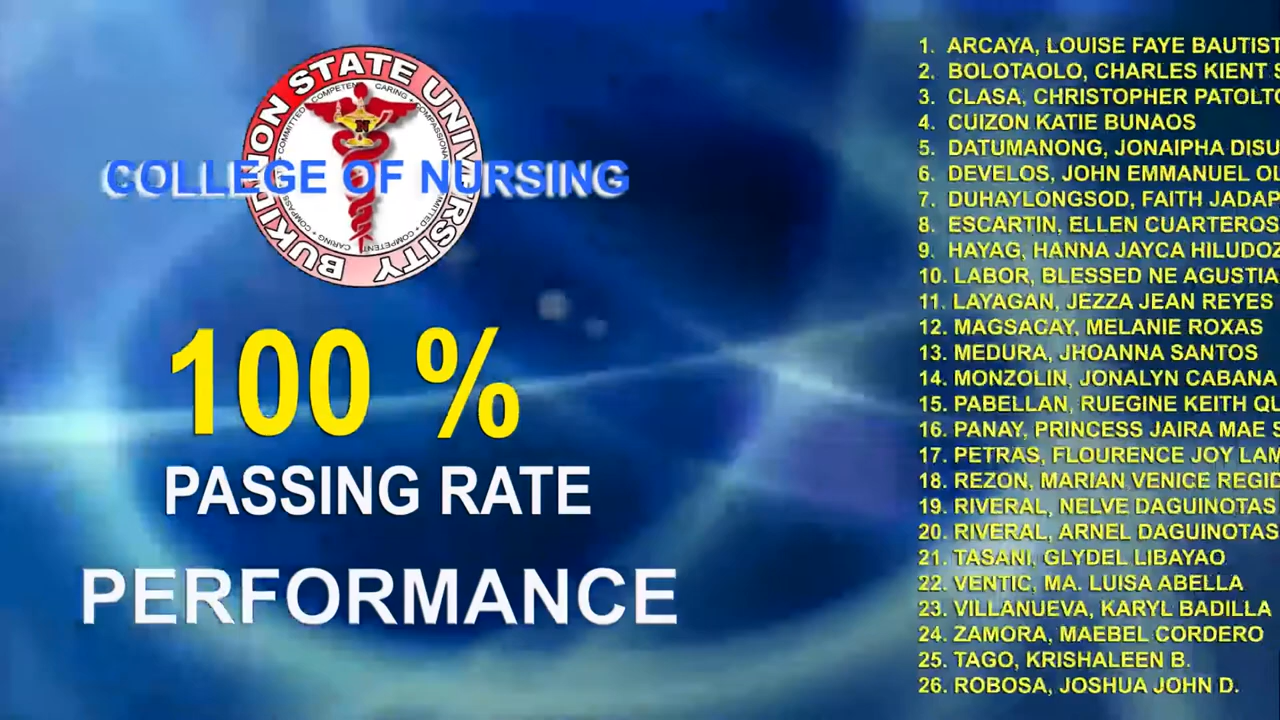 BUKIDNON STATE UNIVERSITY
COLLEGE OF NURSING
100 %
PASSING RATE
PERFORMANCE
1. ARCAYA, LOUISE FAYE
2. BOLOTAOLO, CHARLES KIENT
3. CLASA, CHRISTOPHER
4. CUIZON KATIE BUNAOS
5. DATUMANONG, JONAIPHA
6. DEVELOS, JOHN EMMANUEL
7. DUHAYLONGSOD, FAITH
8. ESCARTIN, ELLEN CUARTEROS
9. HAYAG, HANNA JAYCA
10. LABOR, BLESSED NE
11. LAYAGAN, JEZZA JEAN REYES
12. MAGSACAY, MELANIE ROXAS
13. MEDURA, JHOANNA SANTOS
14. MONZOLIN, JONALYN CABANA
15. PABELLAN, RUEGINE KEITH
16. PANAY, PRINCESS JAIRA MAE
17. PETRAS, FLOURENCE JOY
18. REZON, MARIAN VENICE
19. RIVERAL, NELVE DAGUINOTAS
20. RIVERAL, ARNEL DAGUINOTAS
21. TASANI, GLYDEL LIBAYAO
22. VENTIC, MA. LUISA ABELLA
23. VILLANUEVA, KARYL BADILLA
24. ZAMORA, MAEBEL CORDERO
25. TAGO, KRISHALEEN B.
26. ROBOSA, JOSHUA JOHN D.